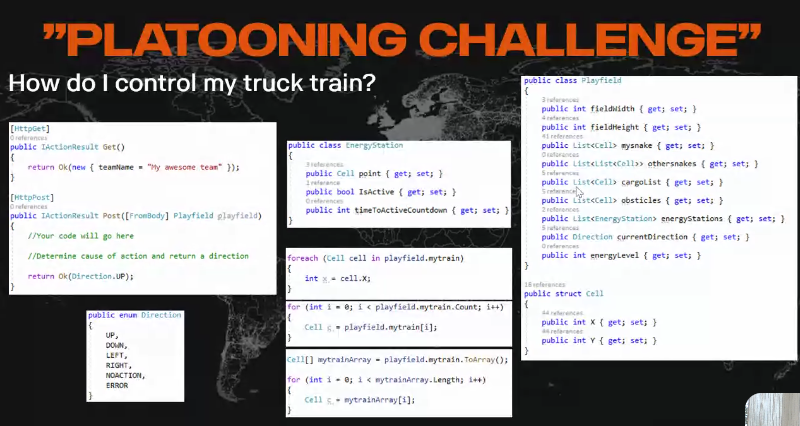 "PLATOONING CHALLENGE"
How do I control my truck train?
[HttpGet]
0 references
public IActionResult Get()
{
return Ok(new { teamName = "My awesome team" });
}
[HttpPost]
0 references
public IActionResult Post([FromBody] Playfield playfield)
{
//Your code will go here
//Determine cause of action and return a direction
return Ok(Direction.UP);
}
public enum Direction
{
UP,
DOWN,
LEFT,
RIGHT,
NOACTION,
ERROR
}
public class EnergyStation
{
3 references
public Cell point { get; set; }
1 reference
public bool IsActive { get; set; }
0 references
public int timeToActiveCountdown { get; set; }
}
foreach (Cell cell in playfield.mytrain)
{
int x = cell.X;
}
for (int i = 0; i < playfield.mytrain.Count; i++)
{
Cell c = playfield.mytrain[i];
}
Cell[] mytrainArray = playfield.mytrain.ToArray();
for (int i = 0; i < mytrainArray.Length; i++)
{
Cell c = mytrainArray[i];
}
public class Playfield
{
3 references
public int fieldWidth { get; set; }
4 references
public int fieldHeight { get; set; }
41 references
public List<Cell> mysnake { get; set; }
0 references
public List<List<Cell>> othersnakes { get; set; }
5 references
public List<Cell> cargoList { get; set; }
5 references
public List<Cell> obsticles { get; set; }
2 references
public List<EnergyStation> energyStations { get; set; }
5 references
public Direction currentDirection { get; set; }
0 references
public int energyLevel { get; set; }
}
18 references
public struct Cell
{
44 references
public int X { get; set; }
44 references
public int Y { get; set; }
}